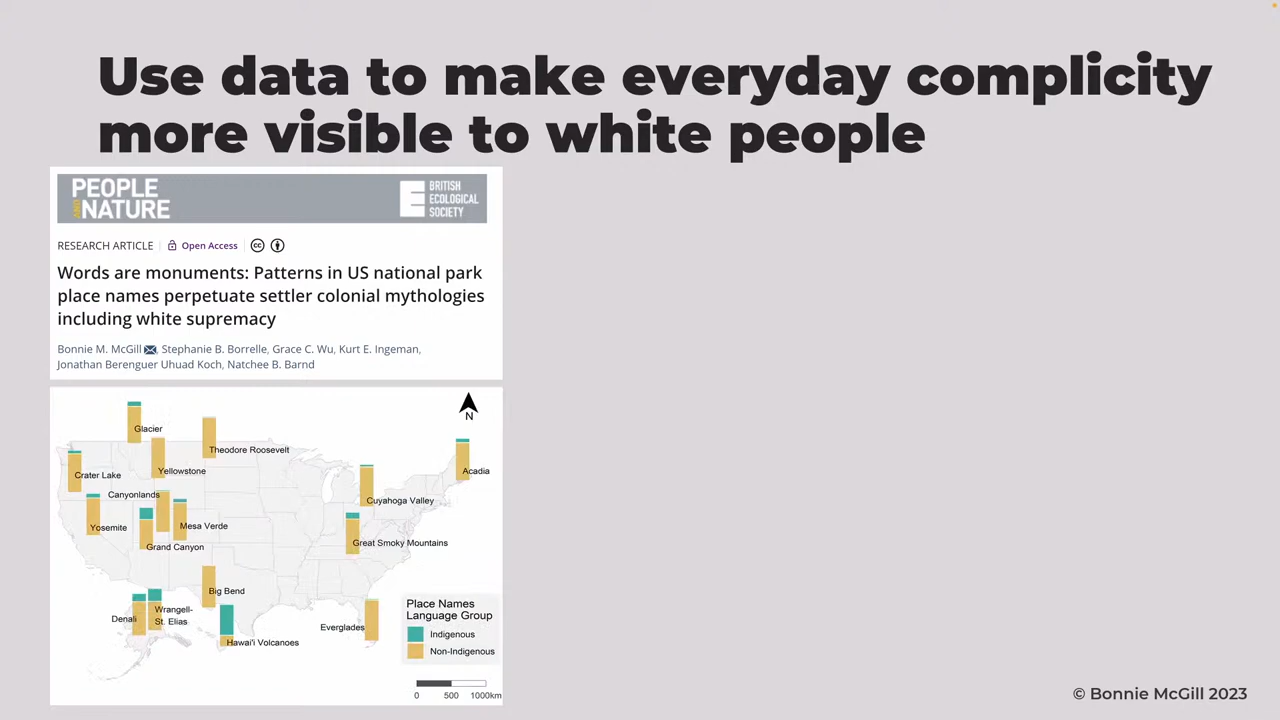 Use data to make everyday complicity
more visible to white people
PEOPLE
AND NATURE
BRITISH
ECOLOGICAL
SOCIETY
RESEARCH ARTICLE
Open Access
cc
Words are monuments: Patterns in US national park
place names perpetuate settler colonial mythologies
including white supremacy
Bonnie M. McGill, Stephanie B. Borrelle, Grace C. Wu, Kurt E. Ingeman,
Jonathan Berenguer Uhuad Koch, Natchee B. Barnd
N
Glacier
Theodore Roosevelt
Crater Lake
Yellowstone
Acadia
Canyonlands
Cuyahoga Valley
Yosemite
Mesa Verde
Grand Canyon
Great Smoky Mountains
Big Bend
Denali
Wrangell-
St. Elias
Everglades
Hawai'i Volcanoes
Place Names
Language Group
Indigenous
Non-Indigenous
0 500 1000km
© Bonnie McGill 2023